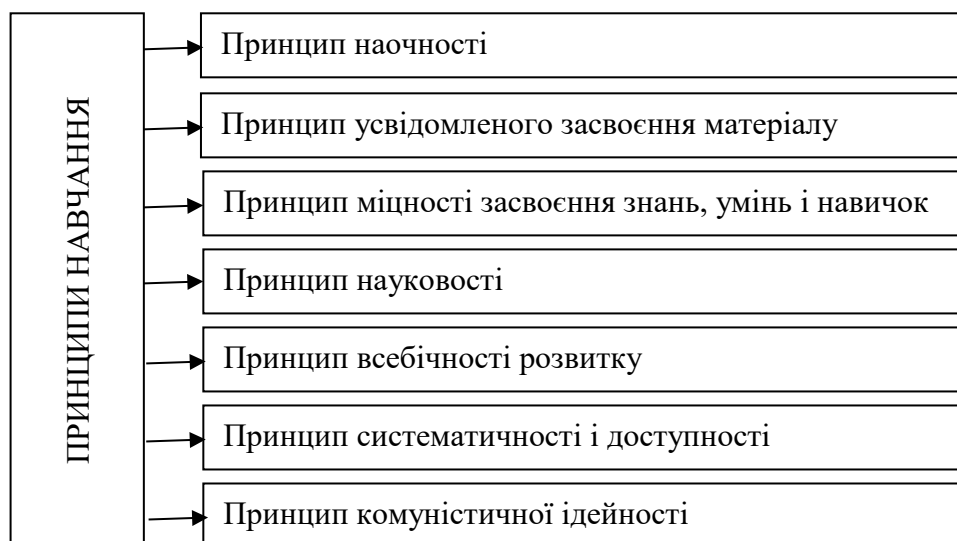 ПРИНЦИПИ НАВЧАННЯ
Принцип наочності
Принцип усвідомленого засвоєння матеріалу
Принцип міцності засвоєння знань, умінь і навичок
Принцип науковості
Принцип всебічності розвитку
Принцип систематичності і доступності
Принцип комуністичної ідейності